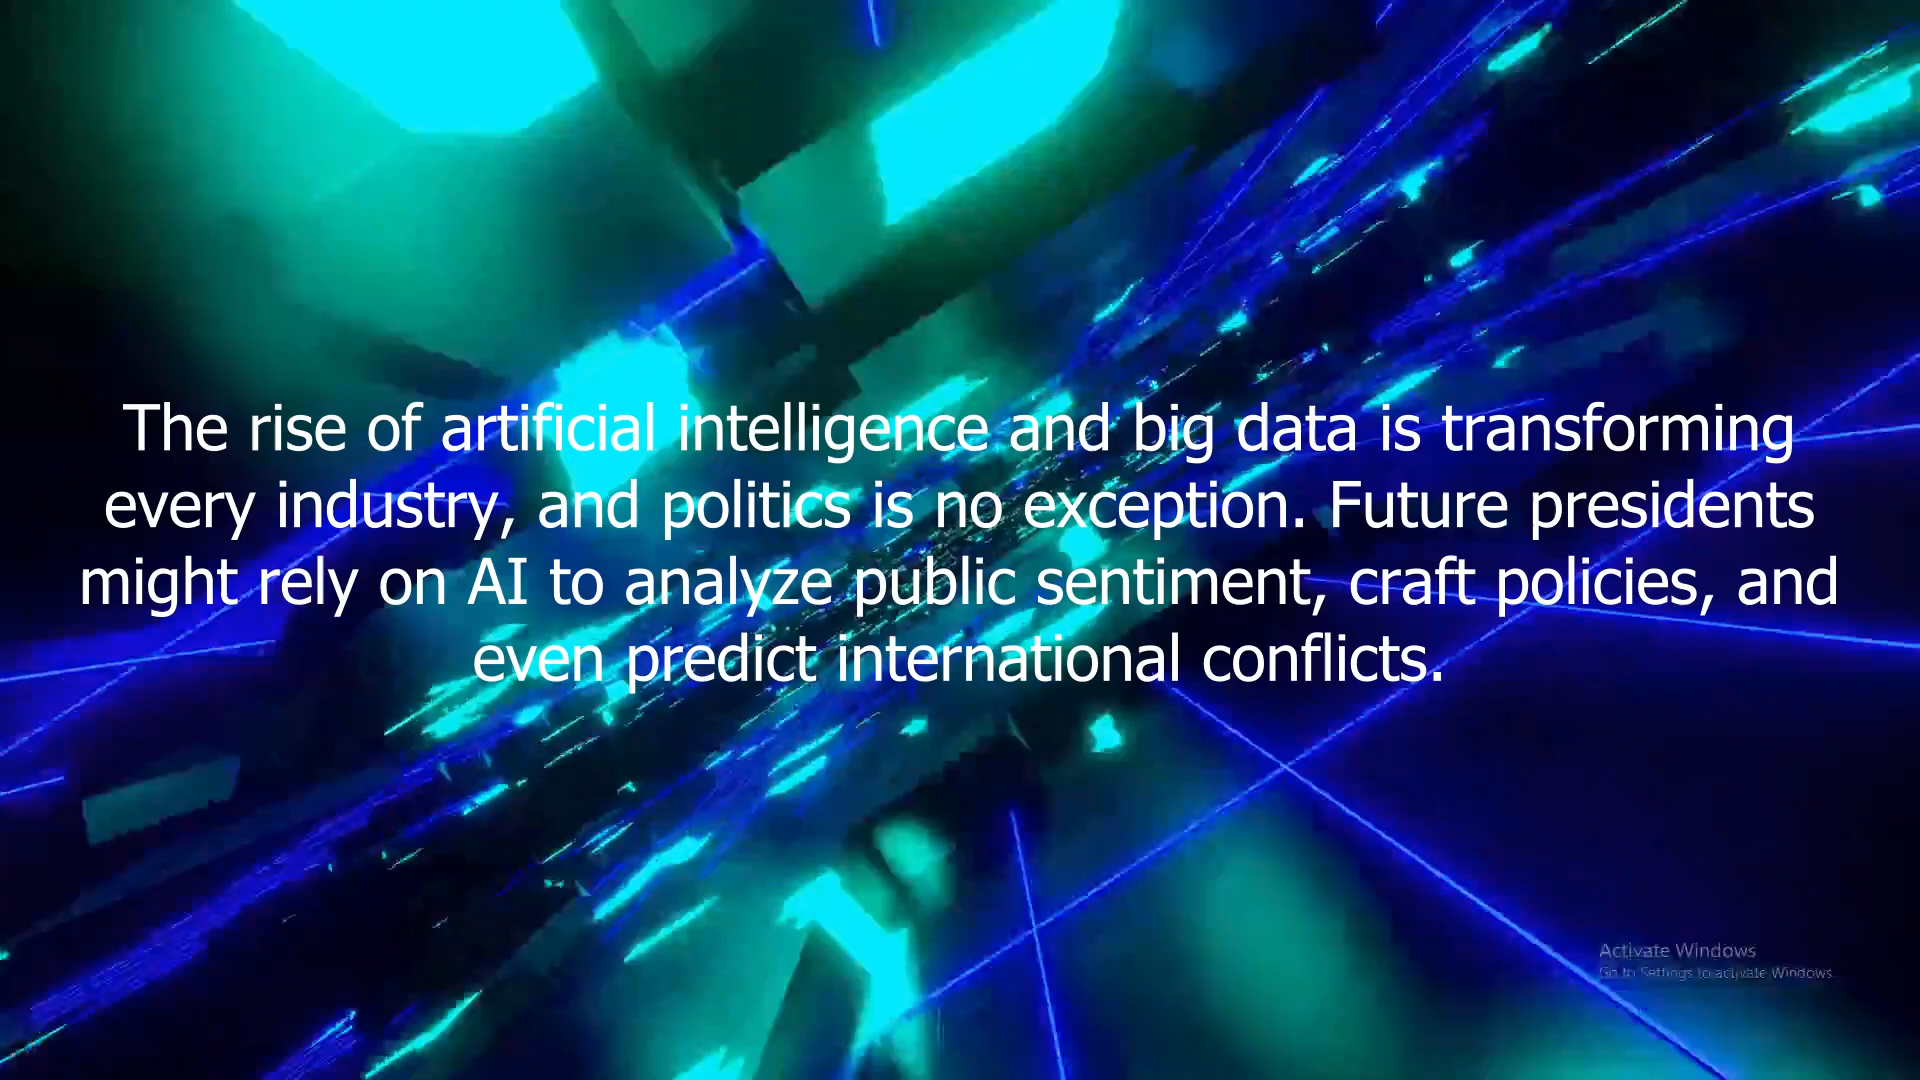 The rise of artificial intelligence and big data is transforming
every industry, and politics is no exception. Future presidents
might rely on AI to analyze public sentiment, craft policies, and
even predict international conflicts.
Activate Windows
Go to Settings to activate Windows.